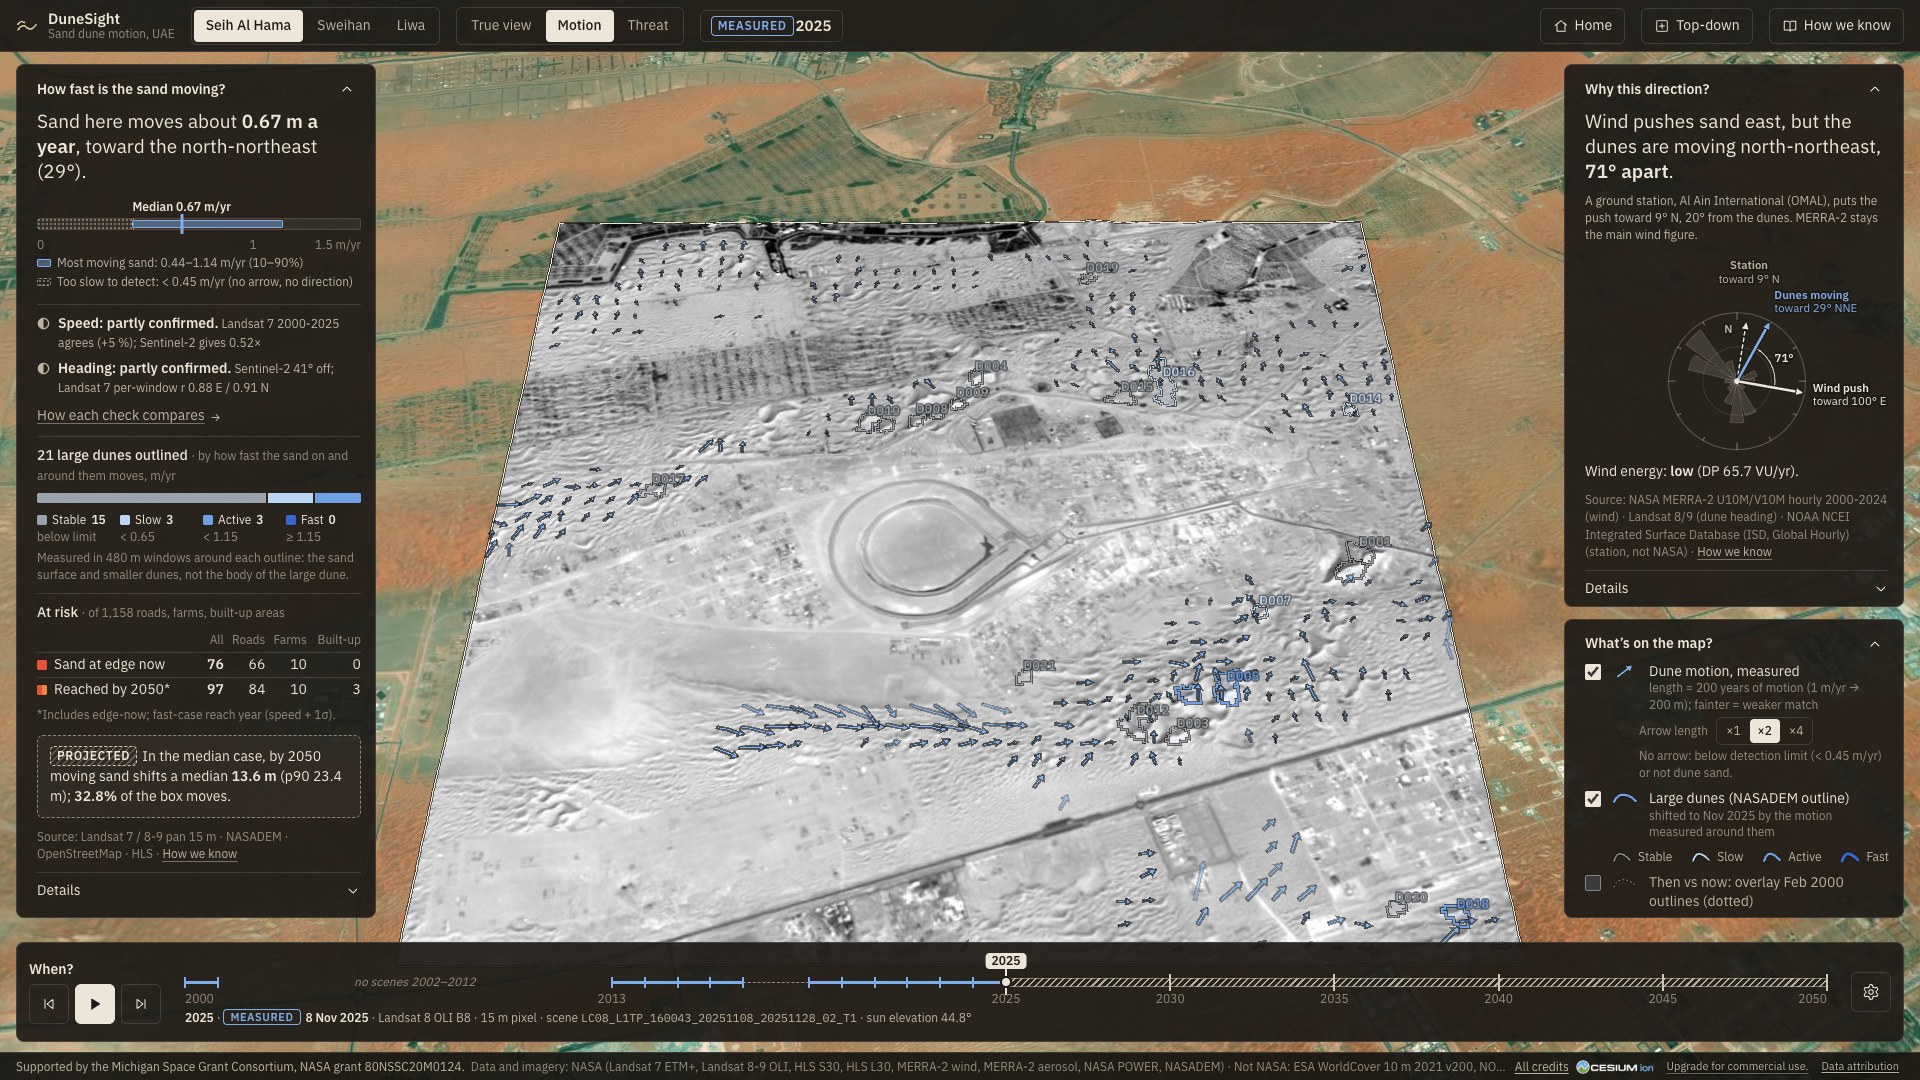 DuneSight
Sand dune motion, UAE
Seih Al Hama
Sweihan
Liwa
True view
Motion
Threat
MEASURED 2025
Home
Top-down
How we know
How fast is the sand moving?
Sand here moves about 0.67 m a
year, toward the north-northeast
(29°).
Median 0.67 m/yr
0 1 1.5 m/yr
Most moving sand: 0.44–1.14 m/yr (10–90%)
Too slow to detect: < 0.45 m/yr (no arrow, no direction)
Speed: partly confirmed. Landsat 7 2000-2025
agrees (+5 %); Sentinel-2 gives 0.52×
Heading: partly confirmed. Sentinel-2 41° off;
Landsat 7 per-window r 0.88 E / 0.91 N
How each check compares →
21 large dunes outlined · by how fast the sand on and
around them moves, m/yr
Stable 15 Slow 3 Active 3 Fast 0
below limit < 0.65 < 1.15 ≥ 1.15
Measured in 480 m windows around each outline: the sand
surface and smaller dunes, not the body of the large dune.
At risk · of 1,158 roads, farms, built-up areas
All Roads Farms Built-up
Sand at edge now 76 66 10 0
Reached by 2050* 97 84 10 3
*Includes edge-now; fast-case reach year (speed + 1σ).
PROJECTED In the median case, by 2050
moving sand shifts a median 13.6 m (p90 23.4
m); 32.8% of the box moves.
Source: Landsat 7 / 8-9 pan 15 m · NASADEM ·
OpenStreetMap · HLS · How we know
Details
D019
D004
D009
D010
D008
D015
D016
D014
D017
D001
D007
D021
D005
D012
D003
D020
D018
Why this direction?
Wind pushes sand east, but the
dunes are moving north-northeast,
71° apart.
A ground station, Al Ain International (OMAL), puts the
push toward 9° N, 20° from the dunes. MERRA-2 stays
the main wind figure.
Station
toward 9° N
Dunes moving
toward 29° NNE
N
71°
Wind push
toward 100° E
Wind energy: low (DP 65.7 VU/yr).
Source: NASA MERRA-2 U10M/V10M hourly 2000-2024
(wind) · Landsat 8/9 (dune heading) · NOAA NCEI
Integrated Surface Database (ISD, Global Hourly)
(station, not NASA) · How we know
Details
What's on the map?
Dune motion, measured
length = 200 years of motion (1 m/yr →
200 m); fainter = weaker match
Arrow length ×1 ×2 ×4
No arrow: below detection limit (< 0.45 m/yr)
or not dune sand.
Large dunes (NASADEM outline)
shifted to Nov 2025 by the motion
measured around them
Stable Slow Active Fast
Then vs now: overlay Feb 2000
outlines (dotted)
When?
2025
no scenes 2002–2012
2000 2013 2025 2030 2035 2040 2045 2050
2025 · MEASURED 8 Nov 2025 · Landsat 8 OLI B8 · 15 m pixel · scene LC08_L1TP_160043_20251108_20251128_02_T1 · sun elevation 44.8°
Supported by the Michigan Space Grant Consortium, NASA grant 80NSSC20M0124. Data and imagery: NASA (Landsat 7 ETM+, Landsat 8-9 OLI, HLS S30, HLS L30, MERRA-2 wind, MERRA-2 aerosol, NASA POWER, NASADEM) · Not NASA: ESA WorldCover 10 m 2021 v200, NO... All credits CESIUM ion Upgrade for commercial use. Data attribution